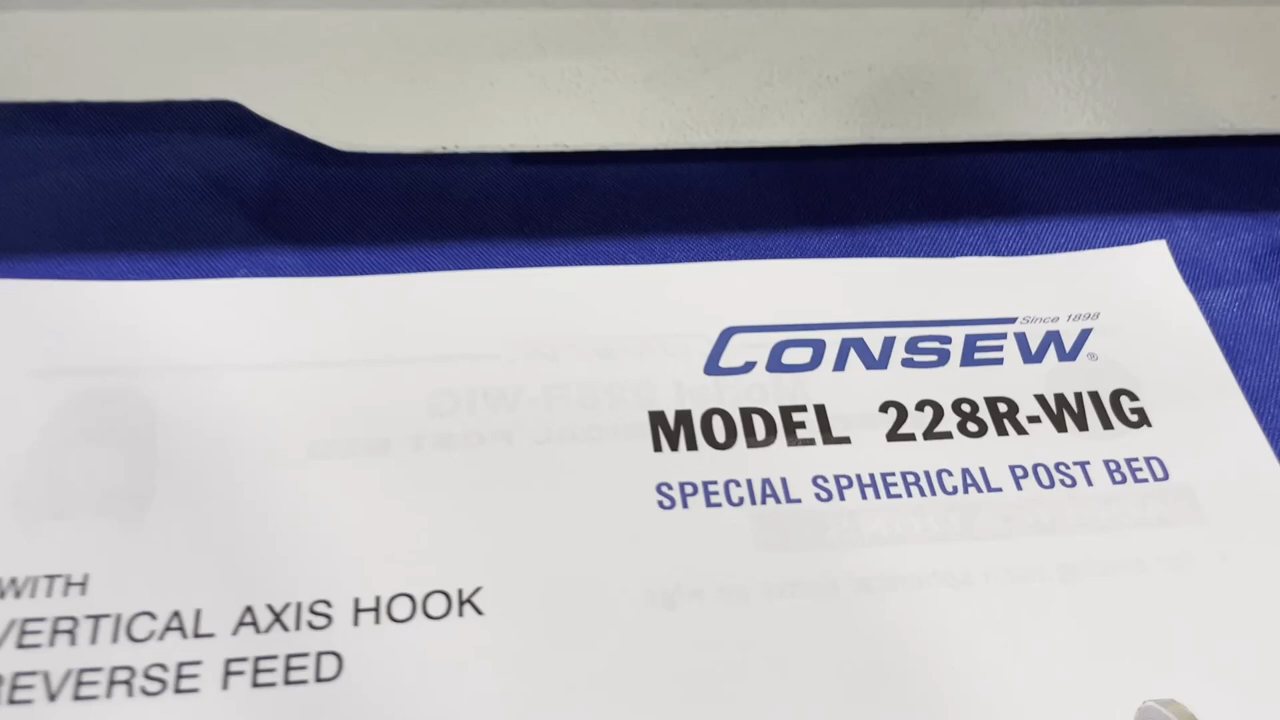 Since 1898
CONSEW®
MODEL 228R-WIG
SPECIAL SPHERICAL POST BED
WITH
VERTICAL AXIS HOOK
REVERSE FEED